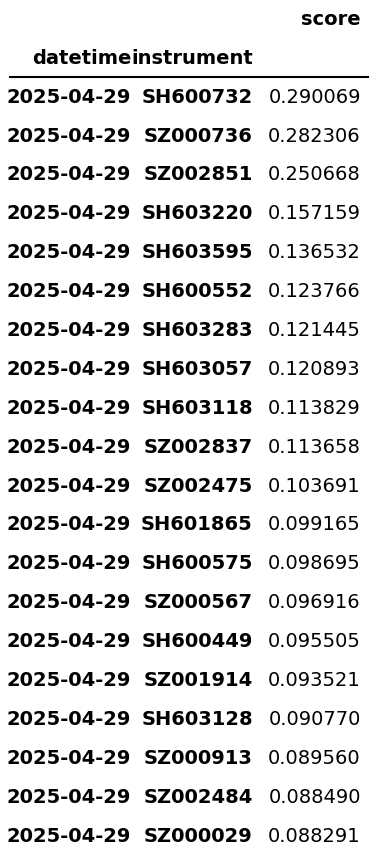 score
datetime instrument
2025-04-29 SH600732 0.290069
2025-04-29 SZ000736 0.282306
2025-04-29 SZ002851 0.250668
2025-04-29 SH603220 0.157159
2025-04-29 SH603595 0.136532
2025-04-29 SH600552 0.123766
2025-04-29 SH603283 0.121445
2025-04-29 SH603057 0.120893
2025-04-29 SH603118 0.113829
2025-04-29 SZ002837 0.113658
2025-04-29 SZ002475 0.103691
2025-04-29 SH601865 0.099165
2025-04-29 SH600575 0.098695
2025-04-29 SZ000567 0.096916
2025-04-29 SH600449 0.095505
2025-04-29 SZ001914 0.093521
2025-04-29 SH603128 0.090770
2025-04-29 SZ000913 0.089560
2025-04-29 SZ002484 0.088490
2025-04-29 SZ000029 0.088291